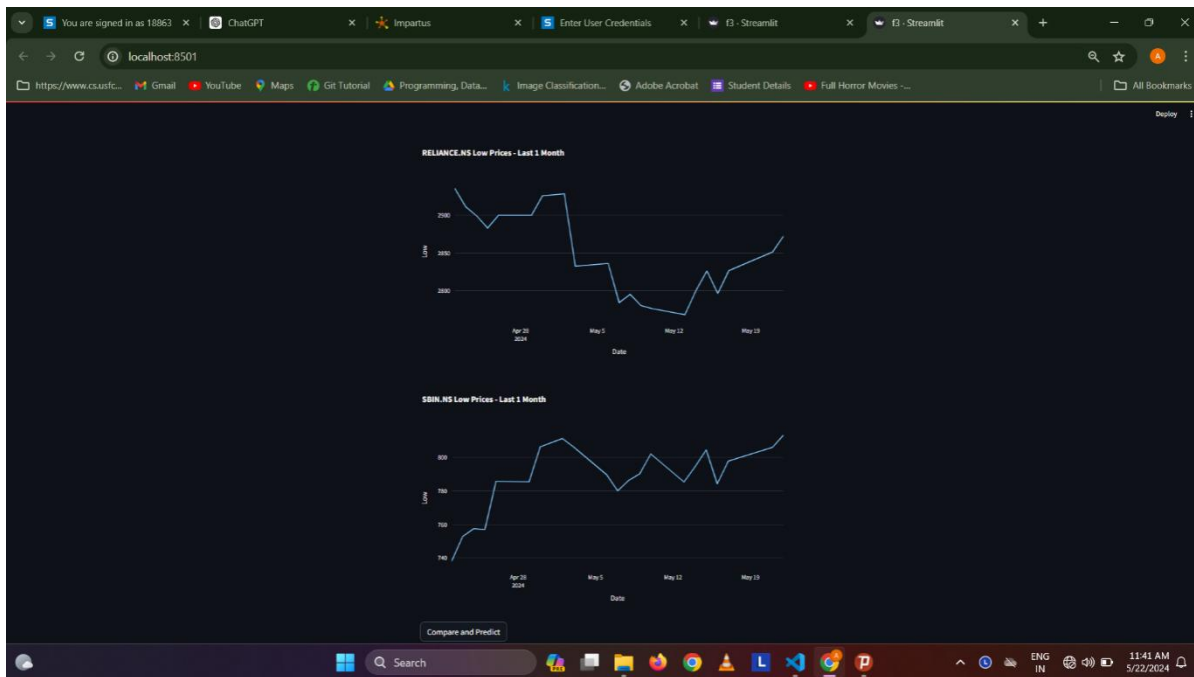 You are signed in as 18863
ChatGPT
Impartus
Enter User Credentials
f3 · Streamlit
f3 · Streamlit
localhost:8501
https://www.cs.usfc...
Gmail
YouTube
Maps
Git Tutorial
Programming, Data...
Image Classification...
Adobe Acrobat
Student Details
Full Horror Movies -...
All Bookmarks
Deploy
RELIANCE.NS Low Prices - Last 1 Month
2900
2850
2800
Low
Apr 28
2024
May 5
May 12
May 19
Date
SBIN.NS Low Prices - Last 1 Month
800
780
760
740
Low
Apr 28
2024
May 5
May 12
May 19
Date
Compare and Predict
Search
ENG
IN
11:41 AM
5/22/2024